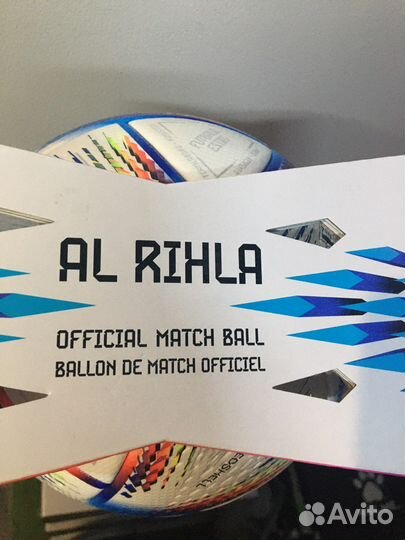 AL RIHLA
OFFICIAL MATCH BALL
BALLON DE MATCH OFFICIEL
Avito